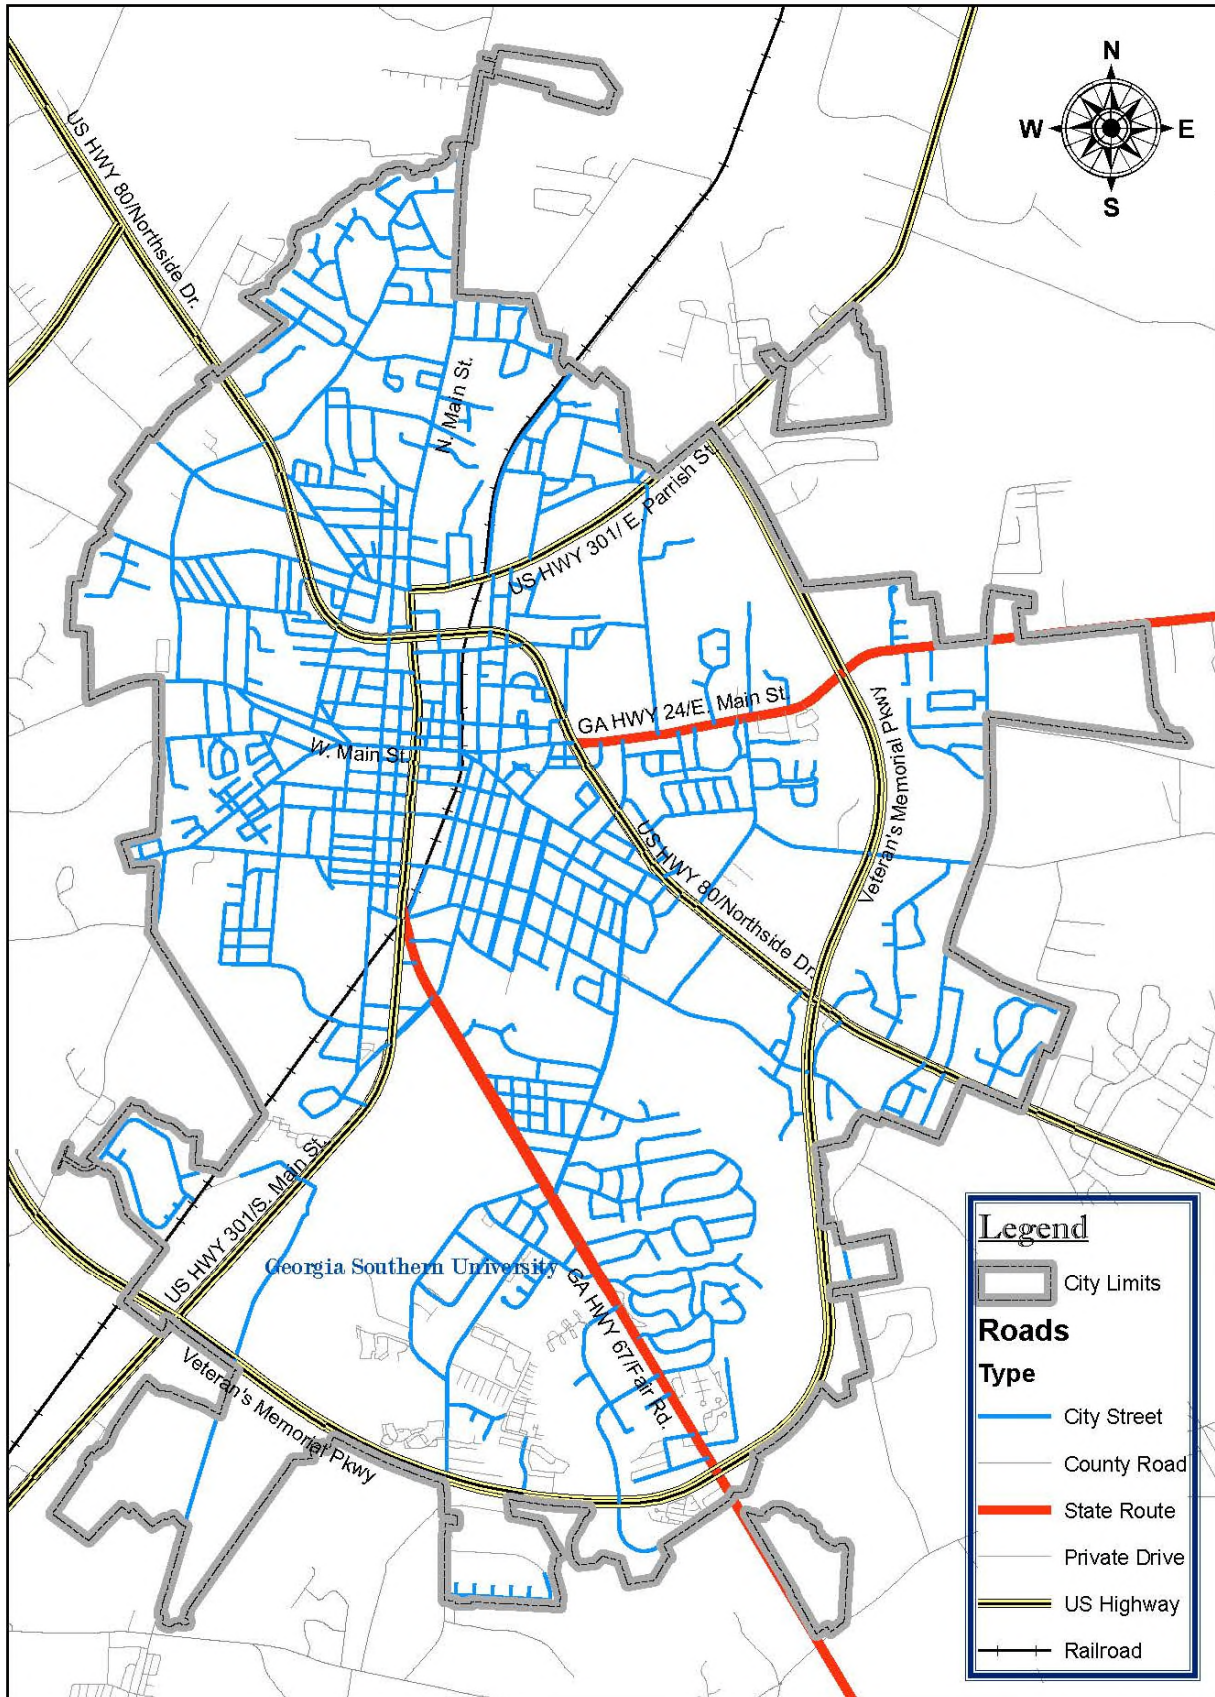 N
W E
S
US HWY 80/Northside Dr.
N. Main St.
US HWY 301/ E. Parrish St
GA HWY 24/E. Main St.
W. Main St.
Veteran's Memorial Pkwy
US HWY 80/Northside Dr.
US HWY 301/S. Main St.
Georgia Southern University
GA HWY 67/Fair Rd.
Veteran's Memorial Pkwy
Legend
City Limits
Roads
Type
City Street
County Road
State Route
Private Drive
US Highway
Railroad